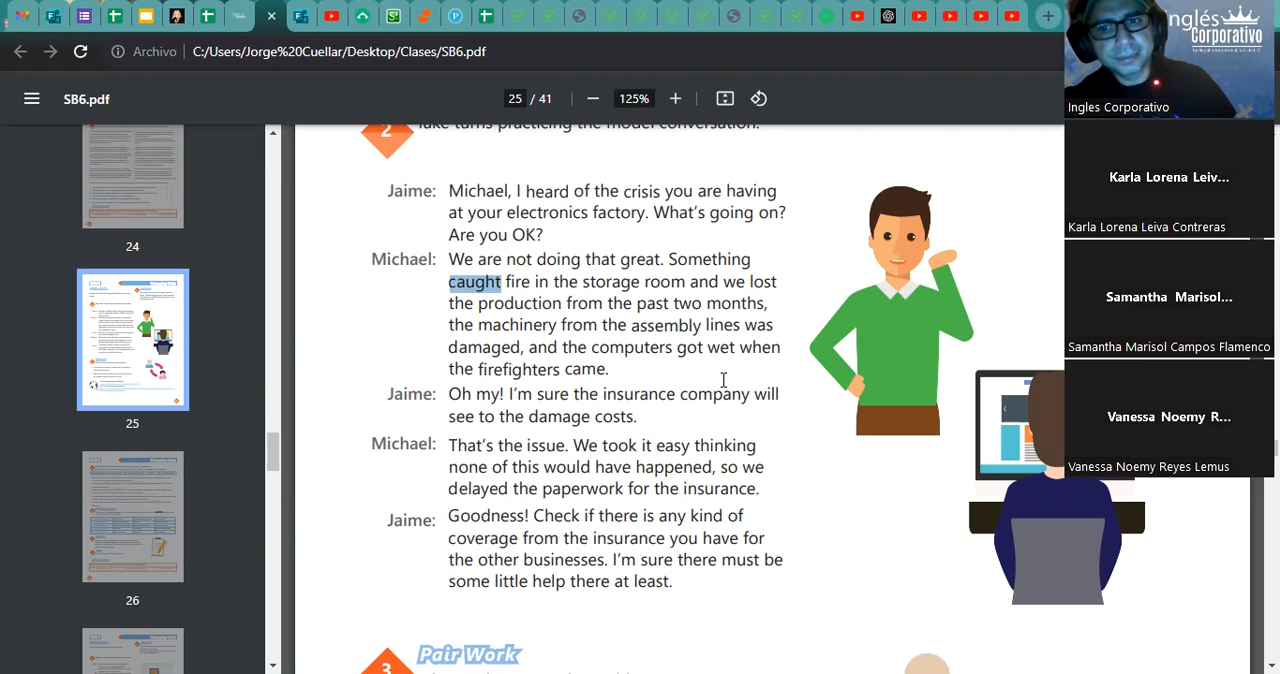 Archivo
C:/Users/Jorge%20Cuellar/Desktop/Clases/SB6.pdf
SB6.pdf
25 / 41
125%
Inglés
Corporativo
Ingles Corporativo
Karla Lorena Leiv...
Karla Lorena Leiva Contreras
Samantha Marisol...
Samantha Marisol Campos Flamenco
Vanessa Noemy R...
Vanessa Noemy Reyes Lemus
24
25
26
2
Take turns practicing the model conversation.
Jaime: Michael, I heard of the crisis you are having
at your electronics factory. What's going on?
Are you OK?
Michael: We are not doing that great. Something
caught fire in the storage room and we lost
the production from the past two months,
the machinery from the assembly lines was
damaged, and the computers got wet when
the firefighters came.
Jaime: Oh my! I'm sure the insurance company will
see to the damage costs.
Michael: That's the issue. We took it easy thinking
none of this would have happened, so we
delayed the paperwork for the insurance.
Jaime: Goodness! Check if there is any kind of
coverage from the insurance you have for
the other businesses. I'm sure there must be
some little help there at least.
3
Pair Work